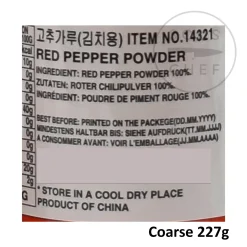 고추가루(김치용) ITEM NO.14321
RED PEPPER POWDER
INGREDIENT: RED PEPPER POWDER 100%.
ZUTATEN: ROTER CHILIPULVER 100%.
INGRÉDIENT: POUDRE DE PIMENT ROUGE 100%.
BEST BEFORE: PRINTED ON THE PACKEGE(DD.MM.YYYY)
MINDESTENS HALTBAR BIS: SIEHE AUFDRUCK(TT.MM.JJJJ)
A CONSOMMER AVANT: VOIR L'EMBALLAGE(JJ.MM.AAAA)
* STORE IN A COOL DRY PLACE
PRODUCT OF CHINA
Coarse 227g